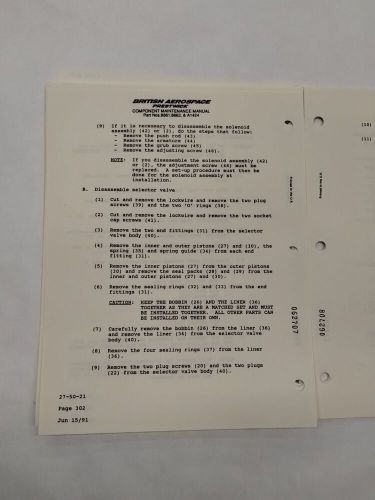 BRITISH AEROSPACE
PRESTWICK
COMPONENT MAINTENANCE MANUAL
Part Nos.8661,8662, & A1424
(9) If it is necessary to disassemble the solenoid
assembly (42) or (2), do the steps that follow:
- Remove the push rod (43)
- Remove the armature (44)
- Remove the grub screw (45)
- Remove the adjusting screw (46).
NOTE: If you disassemble the solenoid assembly (42)
or (2), the adjustment screw (46) must be
replaced. A set-up procedure must then be
done for the solenoid assembly at
installation.
B. Disassemble selector valve
(1) Cut and remove the lockwire and remove the two plug
screws (39) and the two 'O' rings (38).
(2) Cut and remove the lockwire and remove the two socket
cap screws (41).
(3) Remove the two end fittings (31) from the selector
valve body (40).
(4) Remove the inner and outer pistons (27) and (30), the
spring (35) and spring guide (34) from each end
fitting (31).
(5) Remove the inner pistons (27) from the outer pistons
(30) and remove the seal packs (28) and (29) from the
inner and outer pistons (27) and (30).
(6) Remove the sealing rings (32) and (33) from the end
fittings (31).
CAUTION: KEEP THE BOBBIN (26) AND THE LINER (36)
TOGETHER AS THEY ARE A MATCHED SET AND MUST
BE INSTALLED TOGETHER. ALL OTHER PARTS CAN
BE INSTALLED ON THEIR OWN.
(7) Carefully remove the bobbin (26) from the liner (36)
and remove the liner (36) from the selector valve
body (40).
(8) Remove the four sealing rings (37) from the liner
(36).
(9) Remove the two plug screws (20) and the two plugs
(22) from the selector valve body (40).
27-50-21
Page 302
Jun 15/91
(10)
(11)